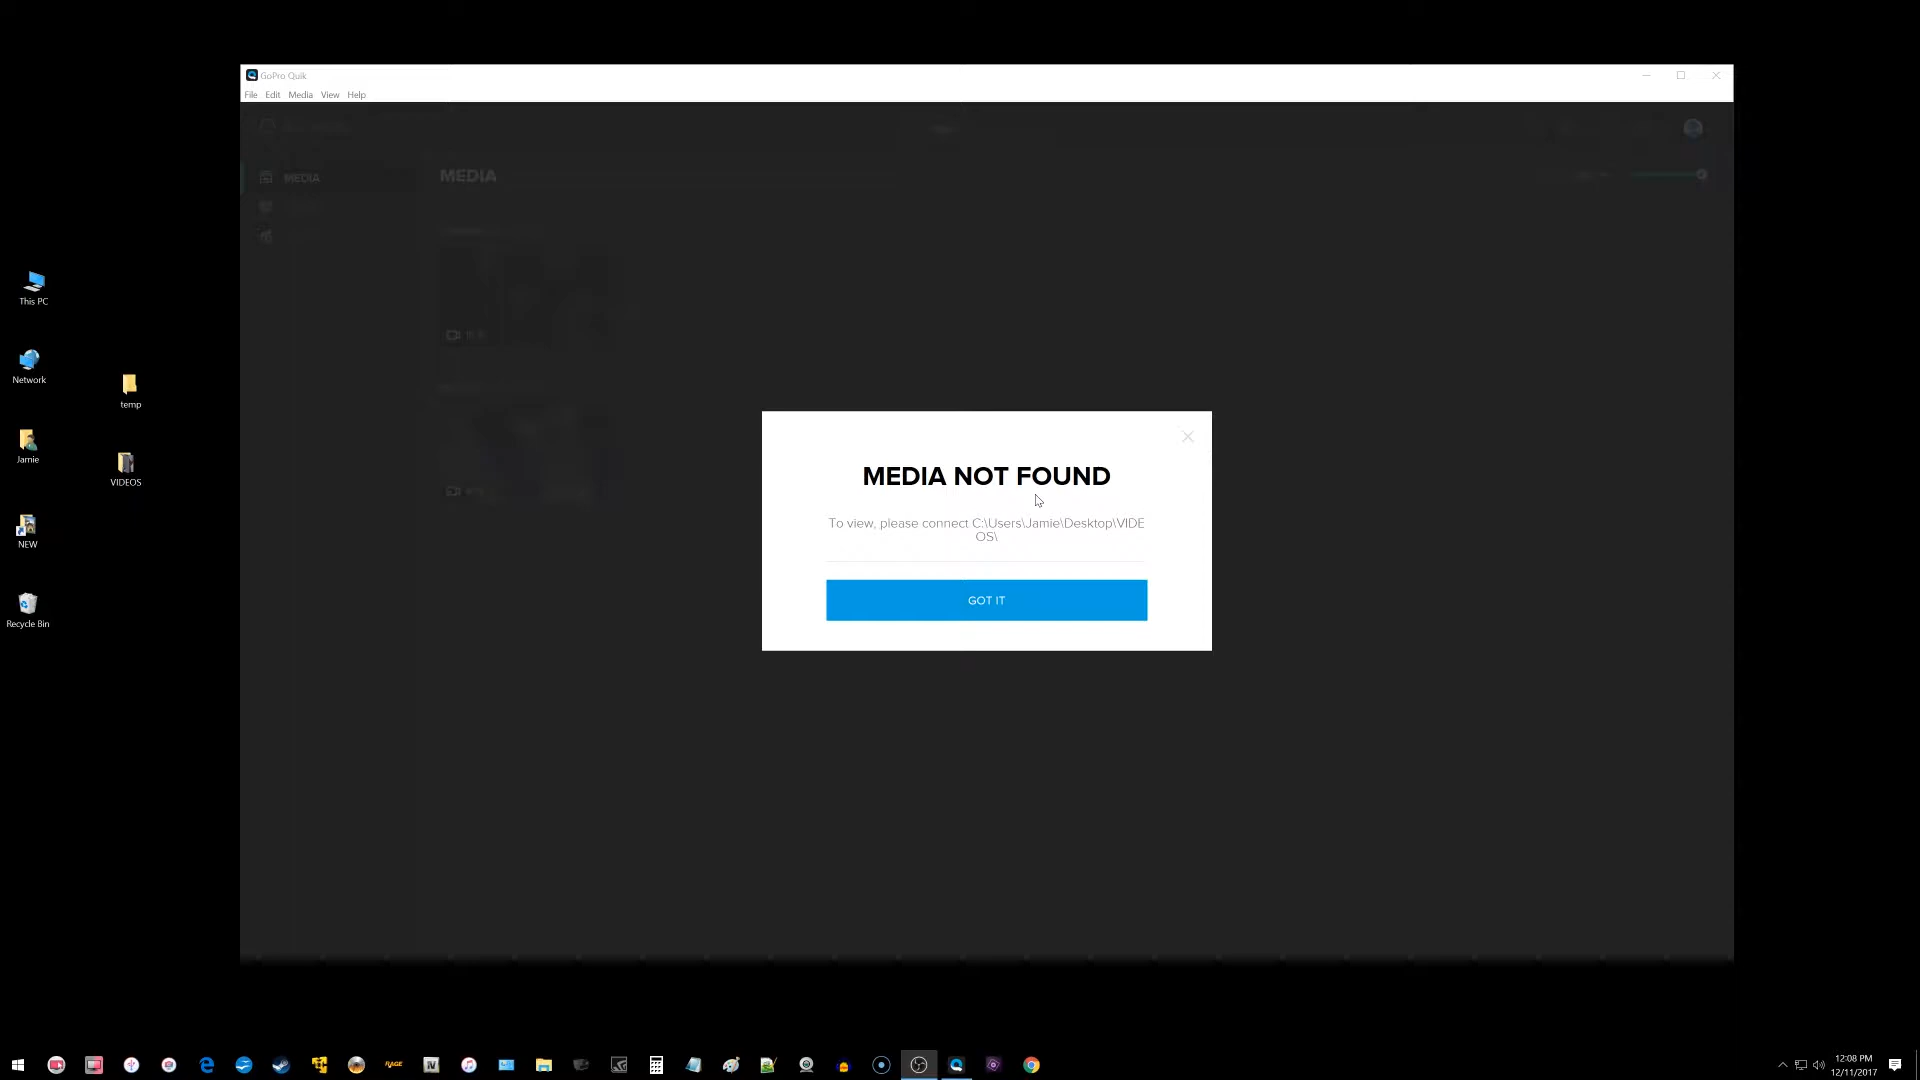 GoPro Quik
File Edit Media View Help
MEDIA
MEDIA
This PC
Network
temp
Jamie
VIDEOS
NEW
Recycle Bin
MEDIA NOT FOUND
To view, please connect C:\Users\Jamie\Desktop\VIDE
OS\
GOT IT
RAGE
12:08 PM
12/11/2017